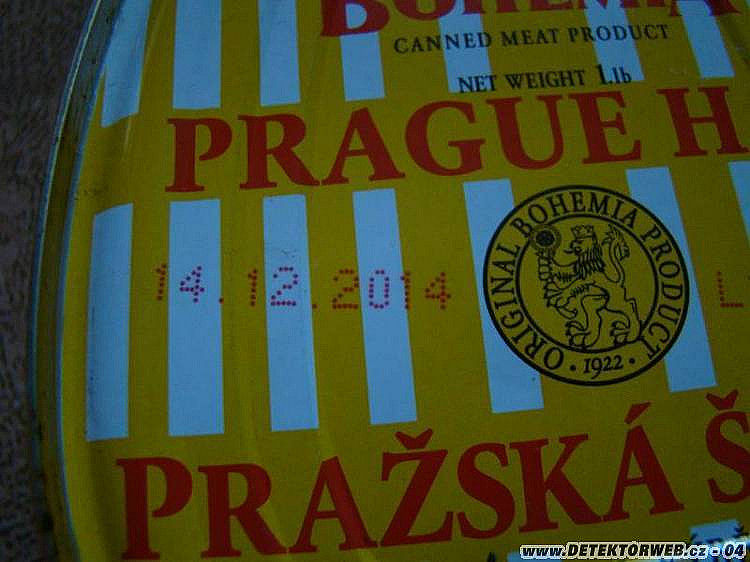 BOHEMIA
CANNED MEAT PRODUCT
NET WEIGHT 1.lb
PRAGUE H
14.12.2014
L
ORIGINAL BOHEMIA PRODUCT
· 1922 ·
PRAŽSKÁ Š
www.DETEKTORWEB.cz - 04